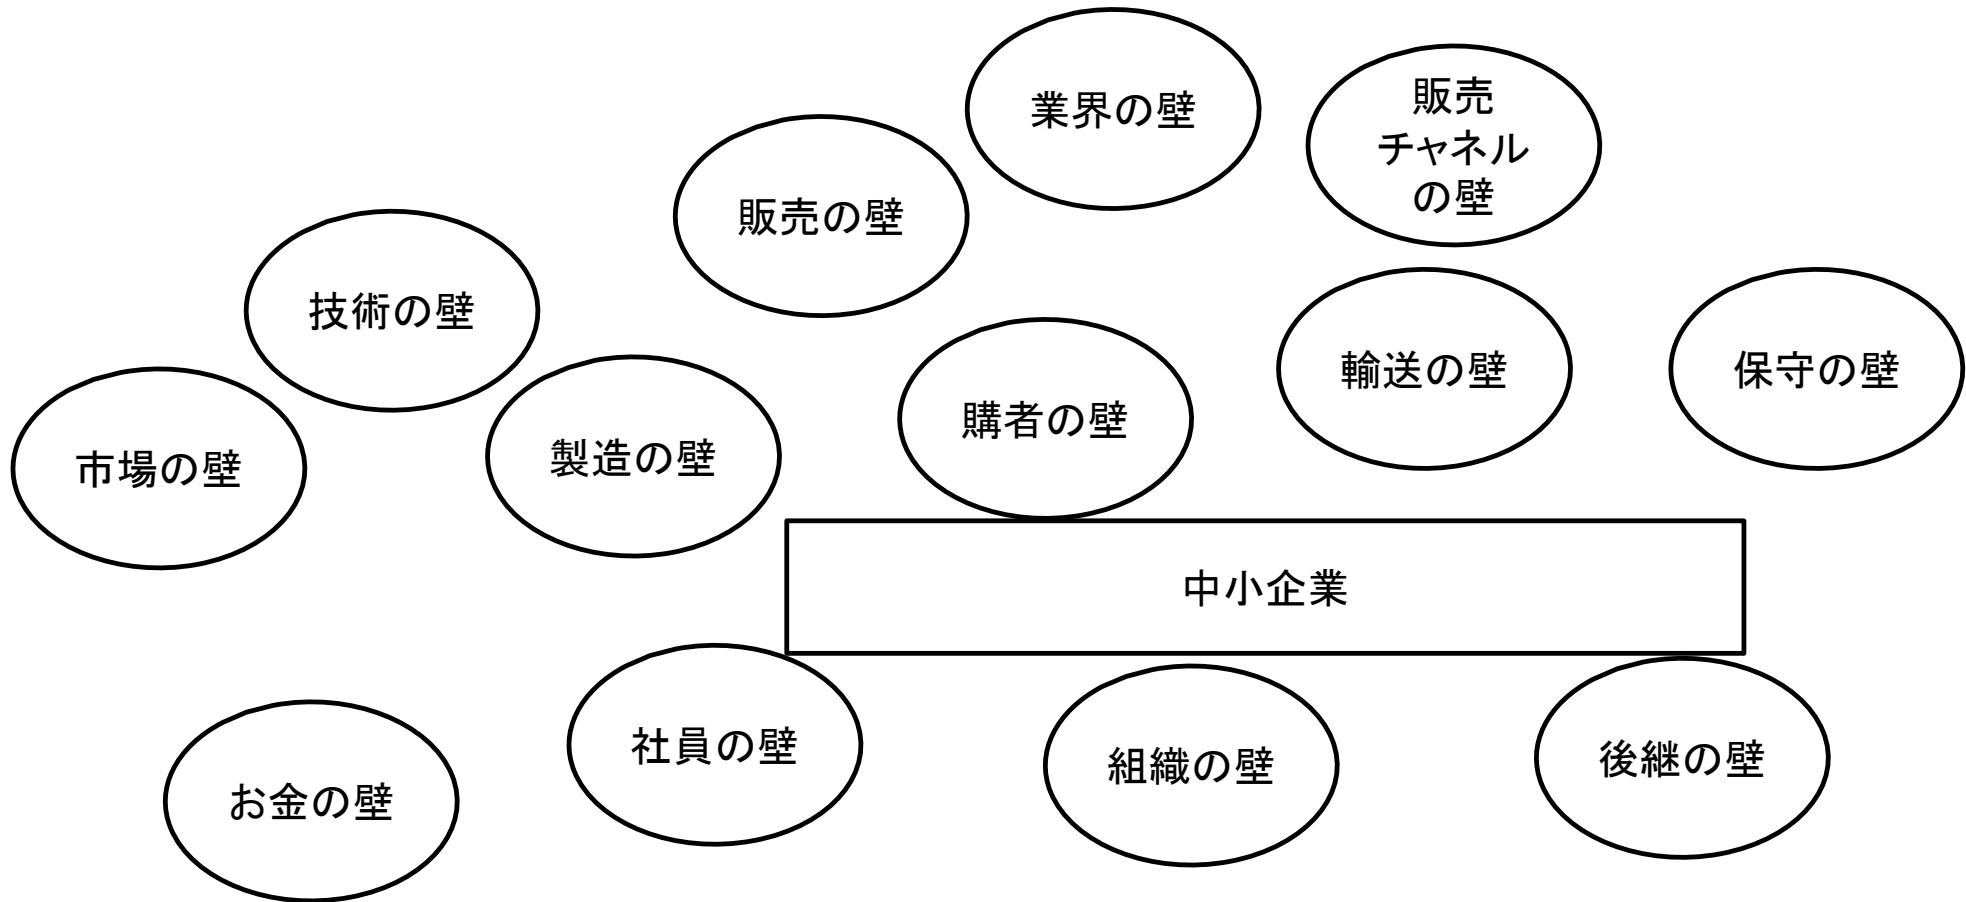 業界の壁
販売
チャネル
の壁
販売の壁
技術の壁
輸送の壁
保守の壁
購者の壁
製造の壁
市場の壁
中小企業
社員の壁
組織の壁
後継の壁
お金の壁